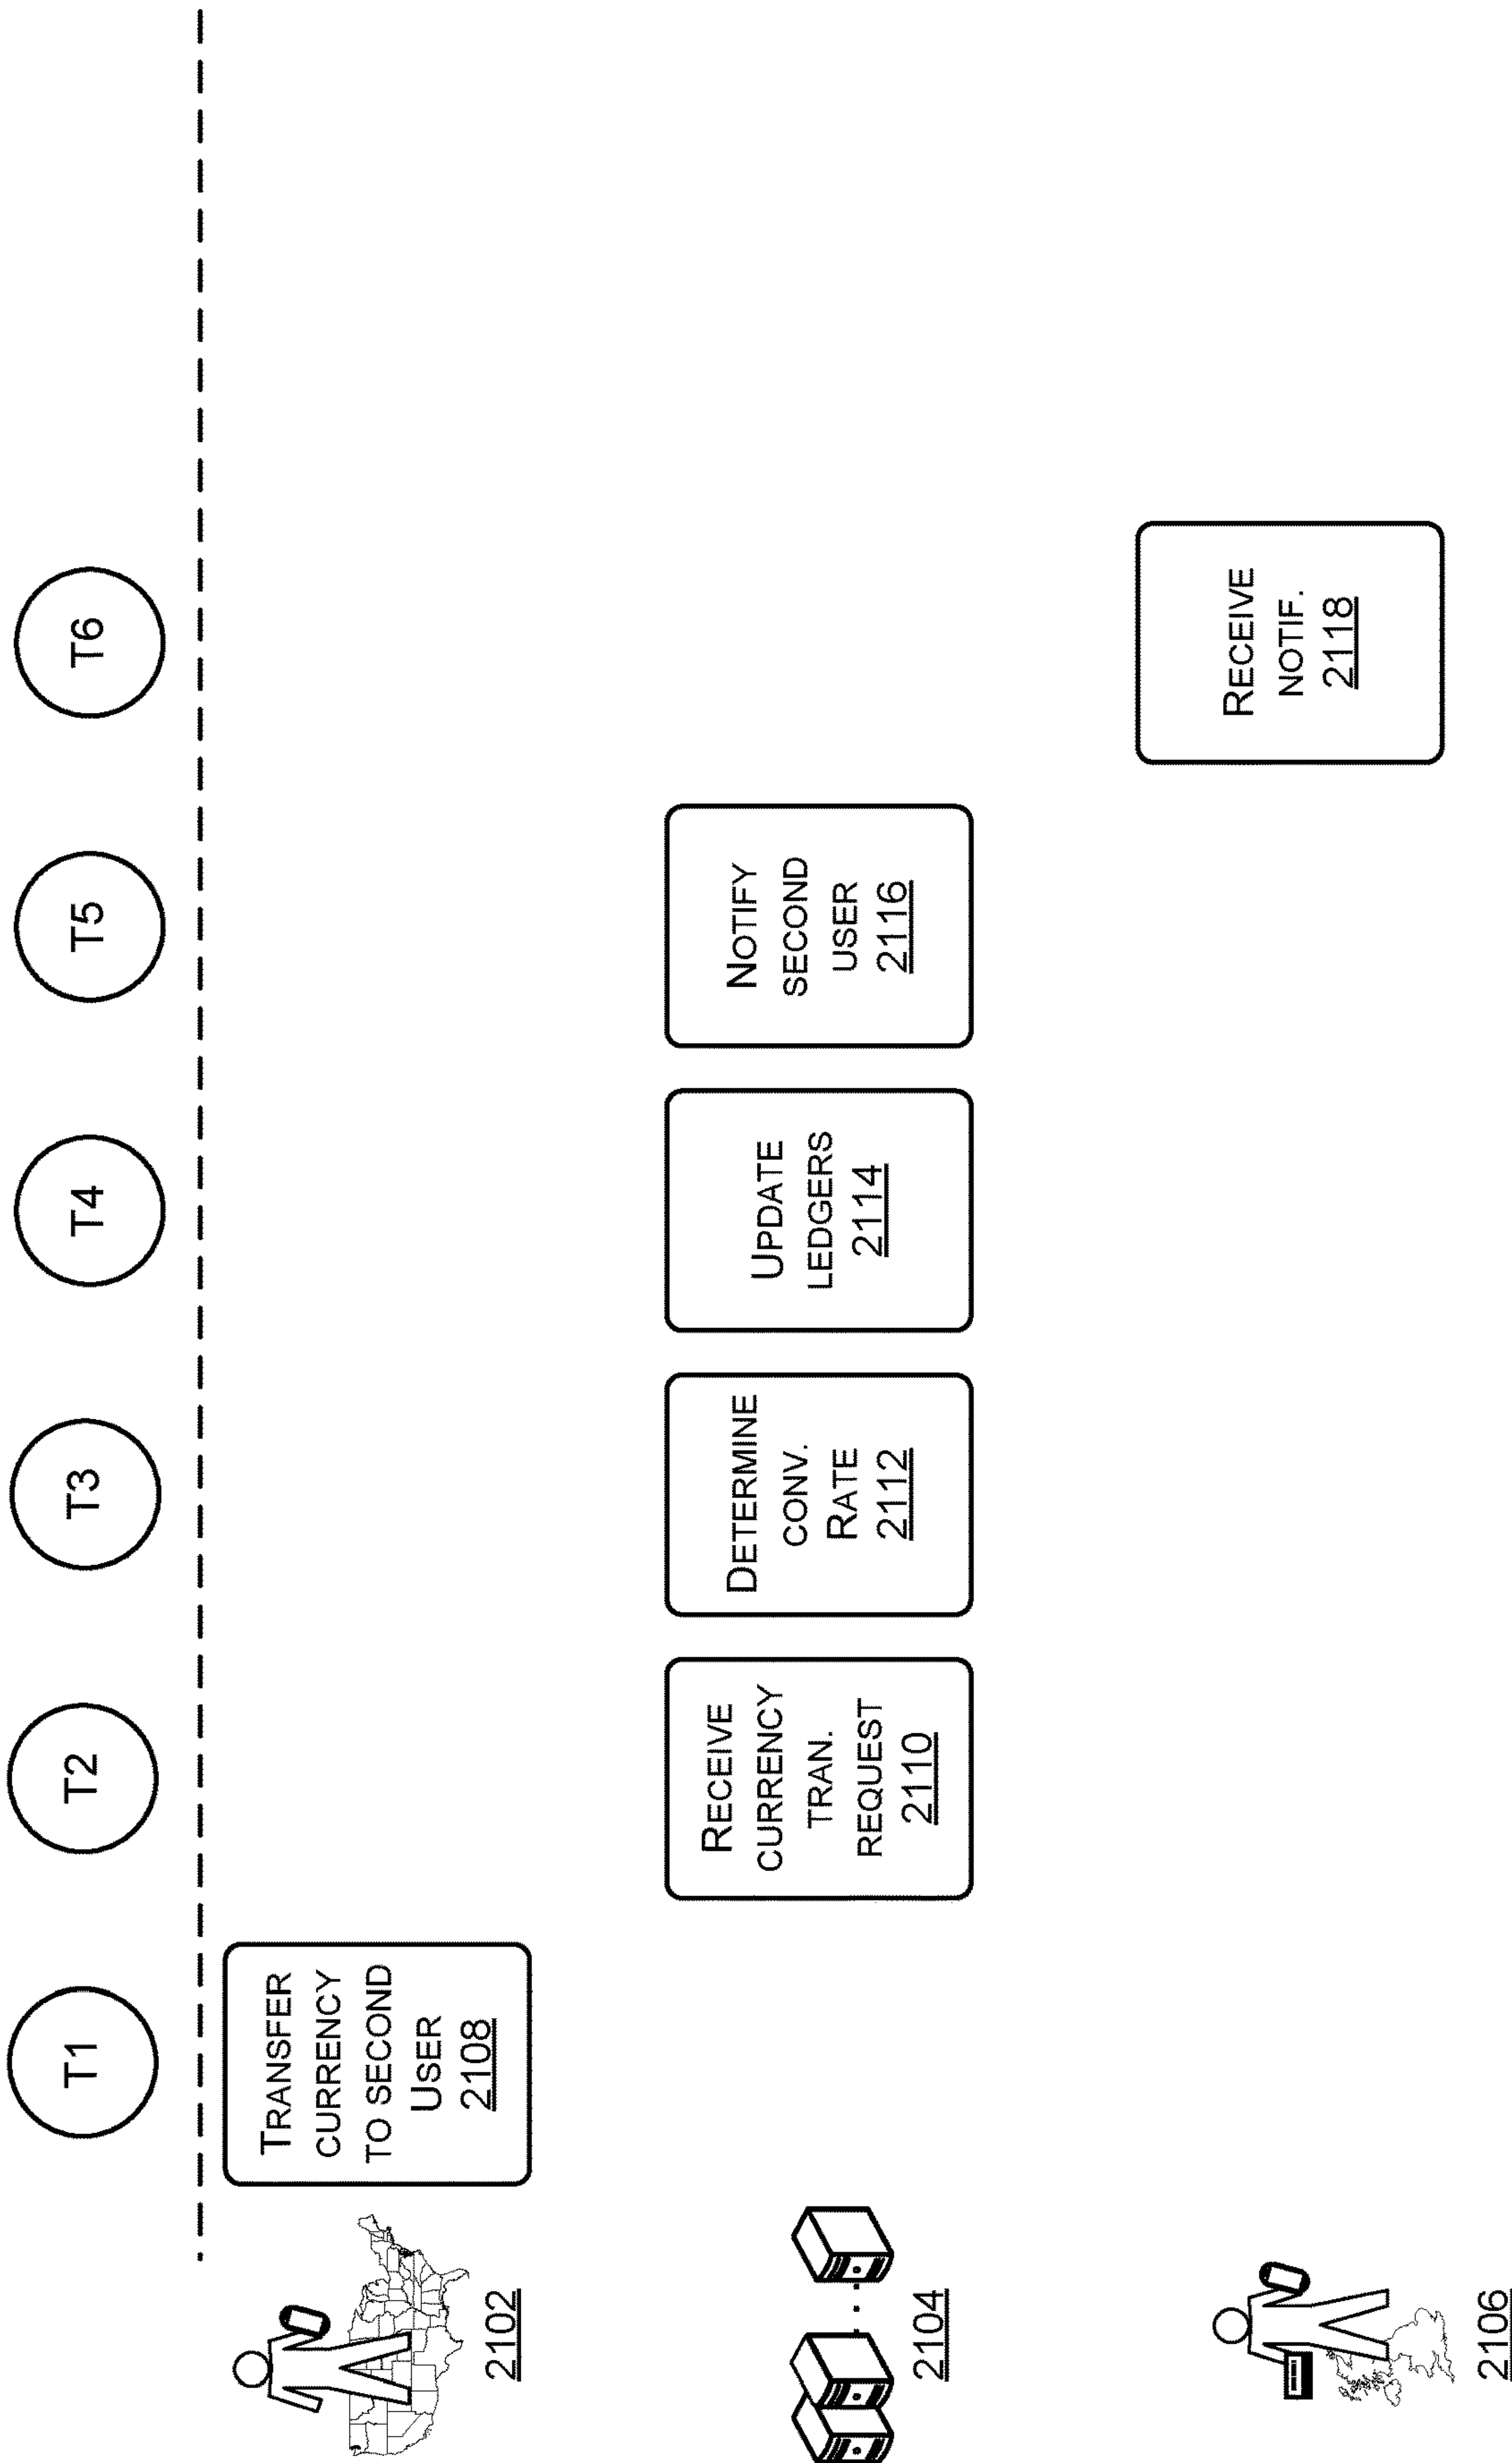 T1
T2
T3
T4
T5
T6
TRANSFER
CURRENCY
TO SECOND
USER
2108
2102
RECEIVE
CURRENCY
TRAN.
REQUEST
2110
DETERMINE
CONV.
RATE
2112
UPDATE
LEDGERS
2114
NOTIFY
SECOND
USER
2116
2104
RECEIVE
NOTIF.
2118
2106